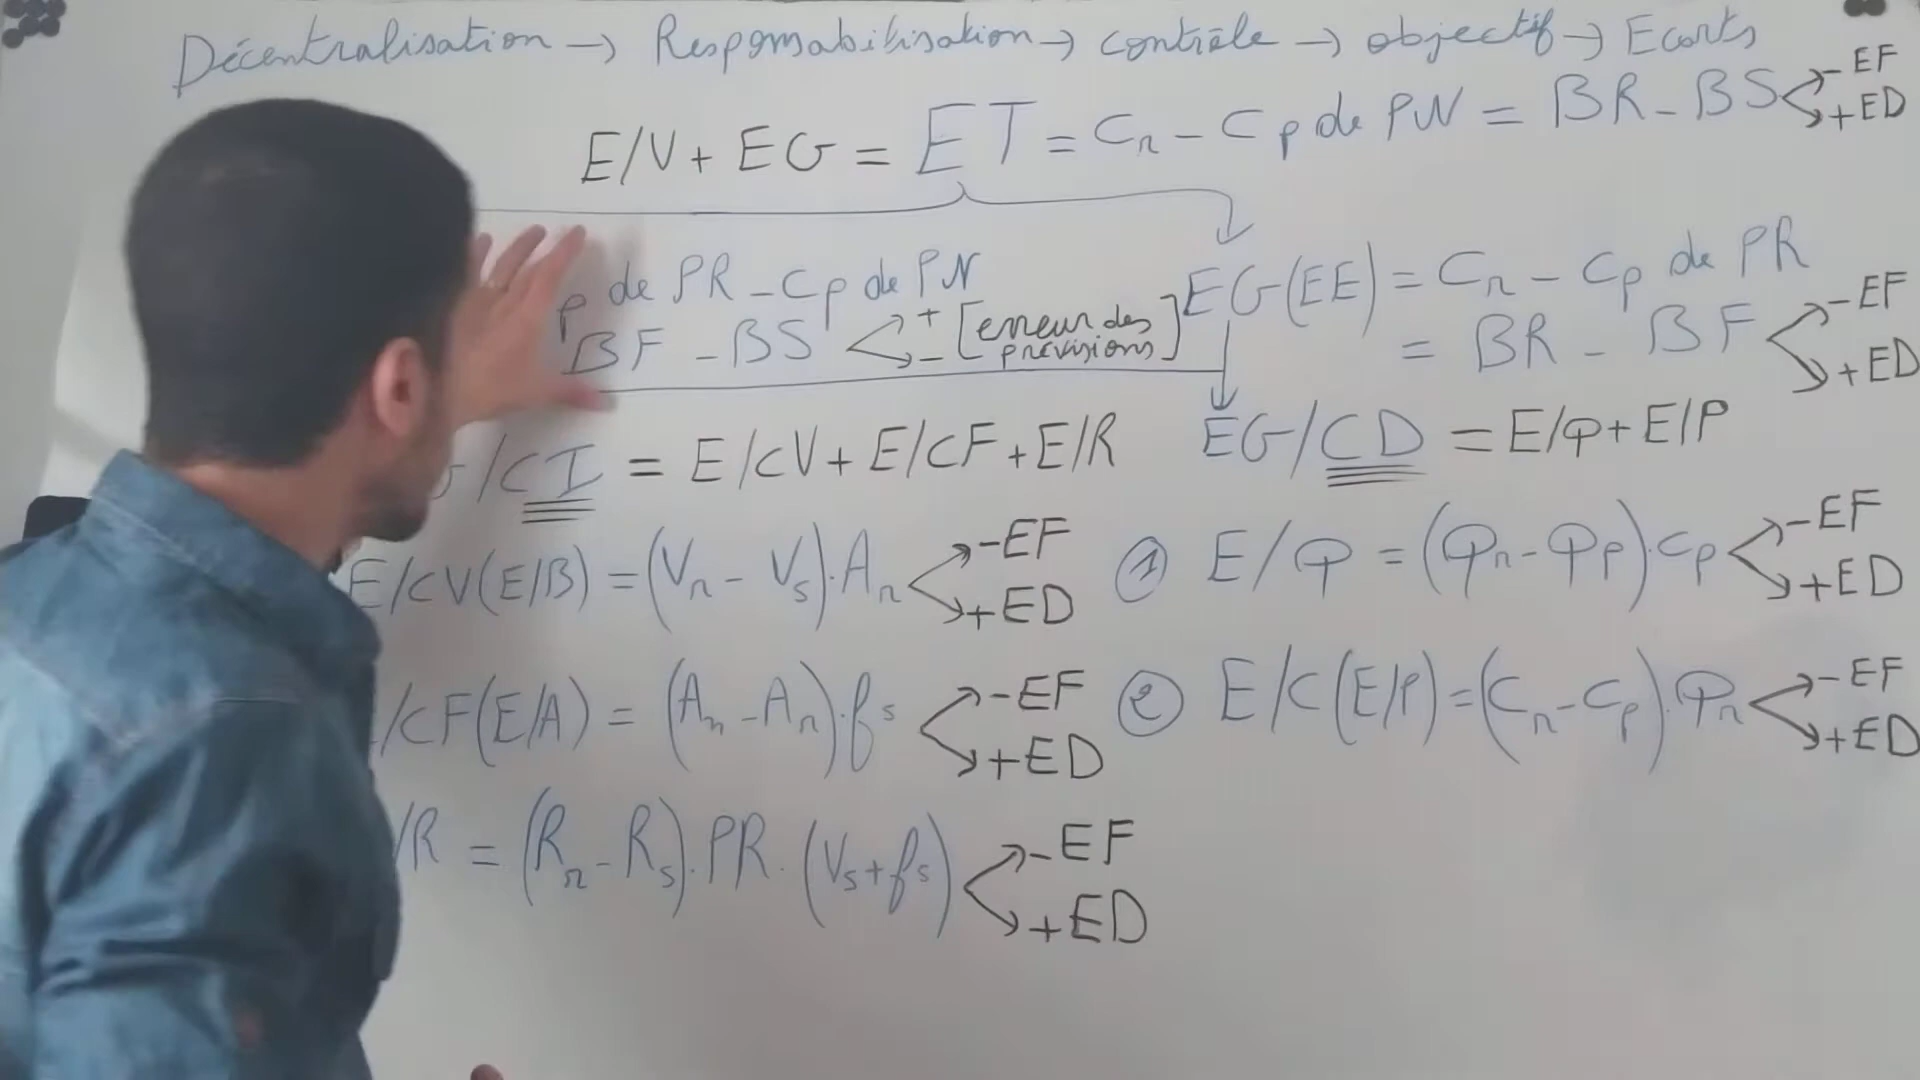 Décentralisation → Responsabilisation → contrôle → objectif → Ecarts
E/V + EG = ET = Cr - Cp de PN = BR - BS
-EF
+ED
p de PR - Cp de PN
BF - BS
+
-
[erreur des prévisions]
EG(EE) = Cr - Cp de PR
= BR - BF
-EF
+ED
/CI = E/CV + E/CF + E/R
EG/CD = E/Q + E/P
E/CV(E/B) = (Vr - Vs).Ar
-EF
+ED
① E/Q = (Qr - Qp).Cp
-EF
+ED
/CF(E/A) = (An - Ar).fs
-EF
+ED
② E/C(E/P) = (Cr - Cp).Qr
-EF
+ED
/R = (Rr - Rs).PR.(Vs + fs)
-EF
+ED